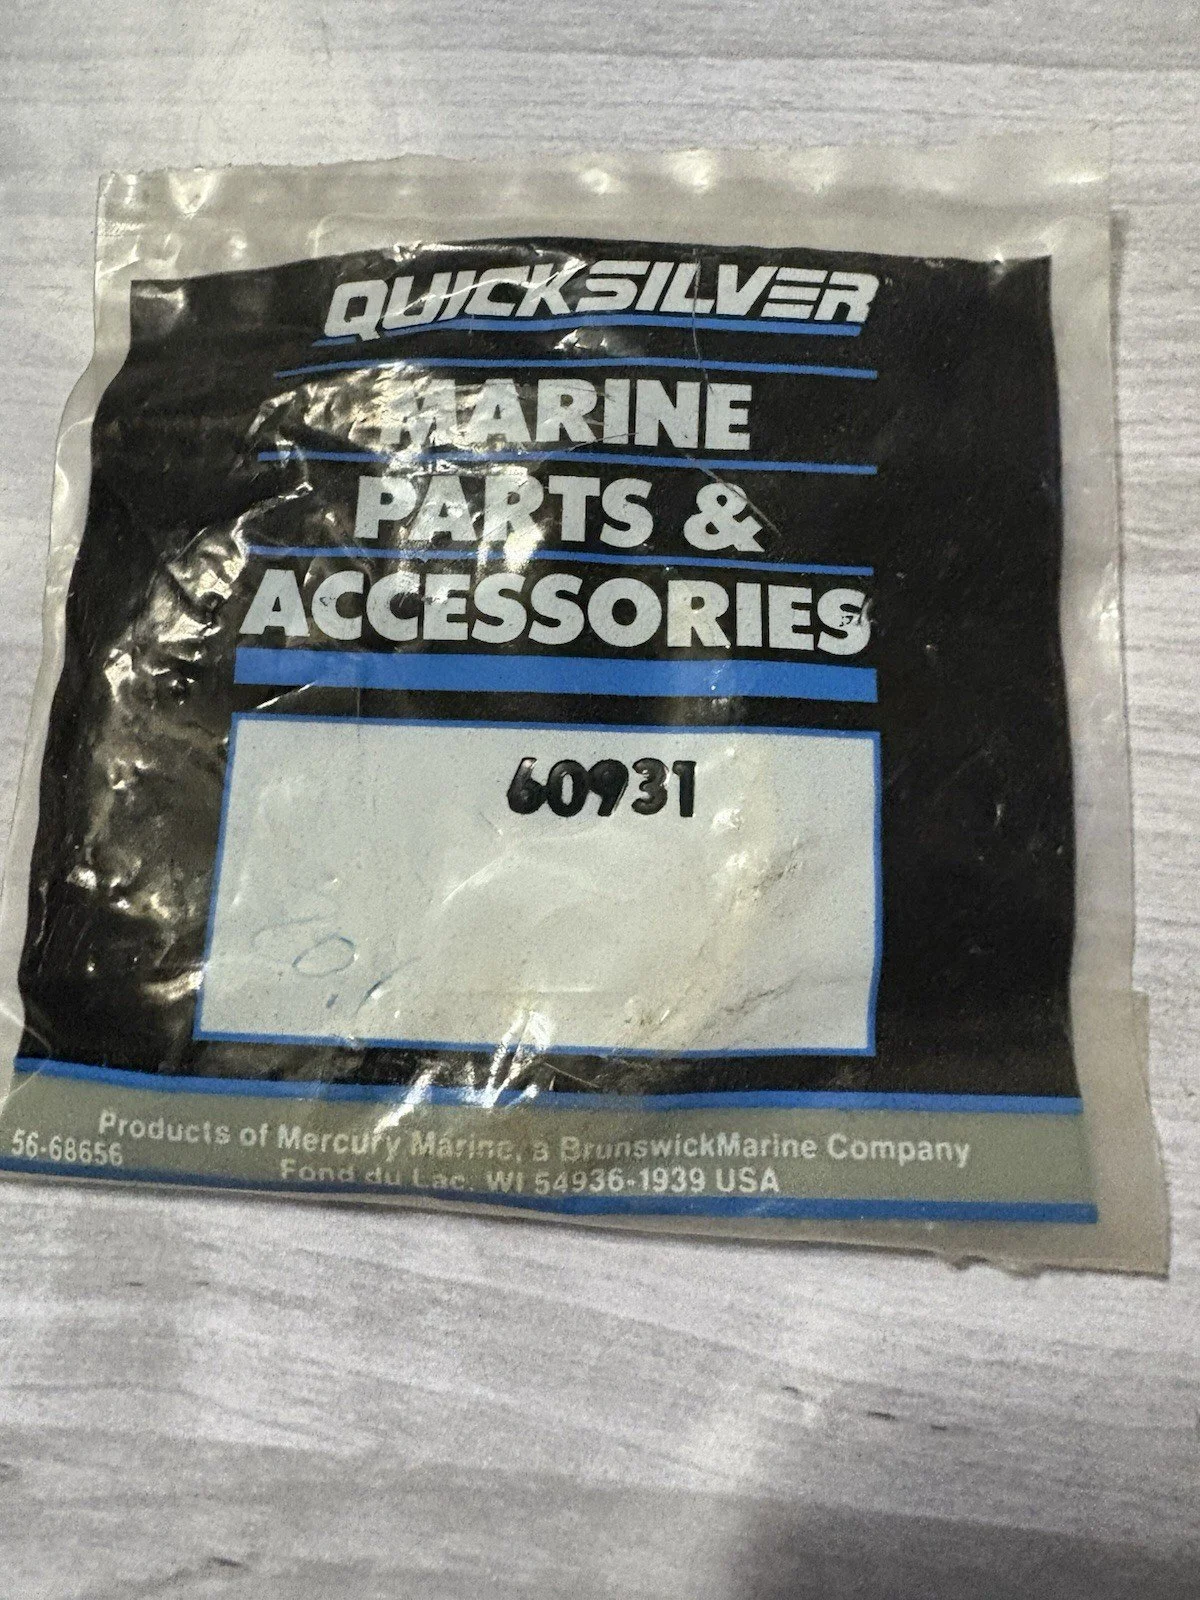 QUICKSILVER
MARINE
PARTS &
ACCESSORIES
60931
Products of Mercury Marine, a BrunswickMarine Company
56-68656
Fond du Lac, WI 54936-1939 USA